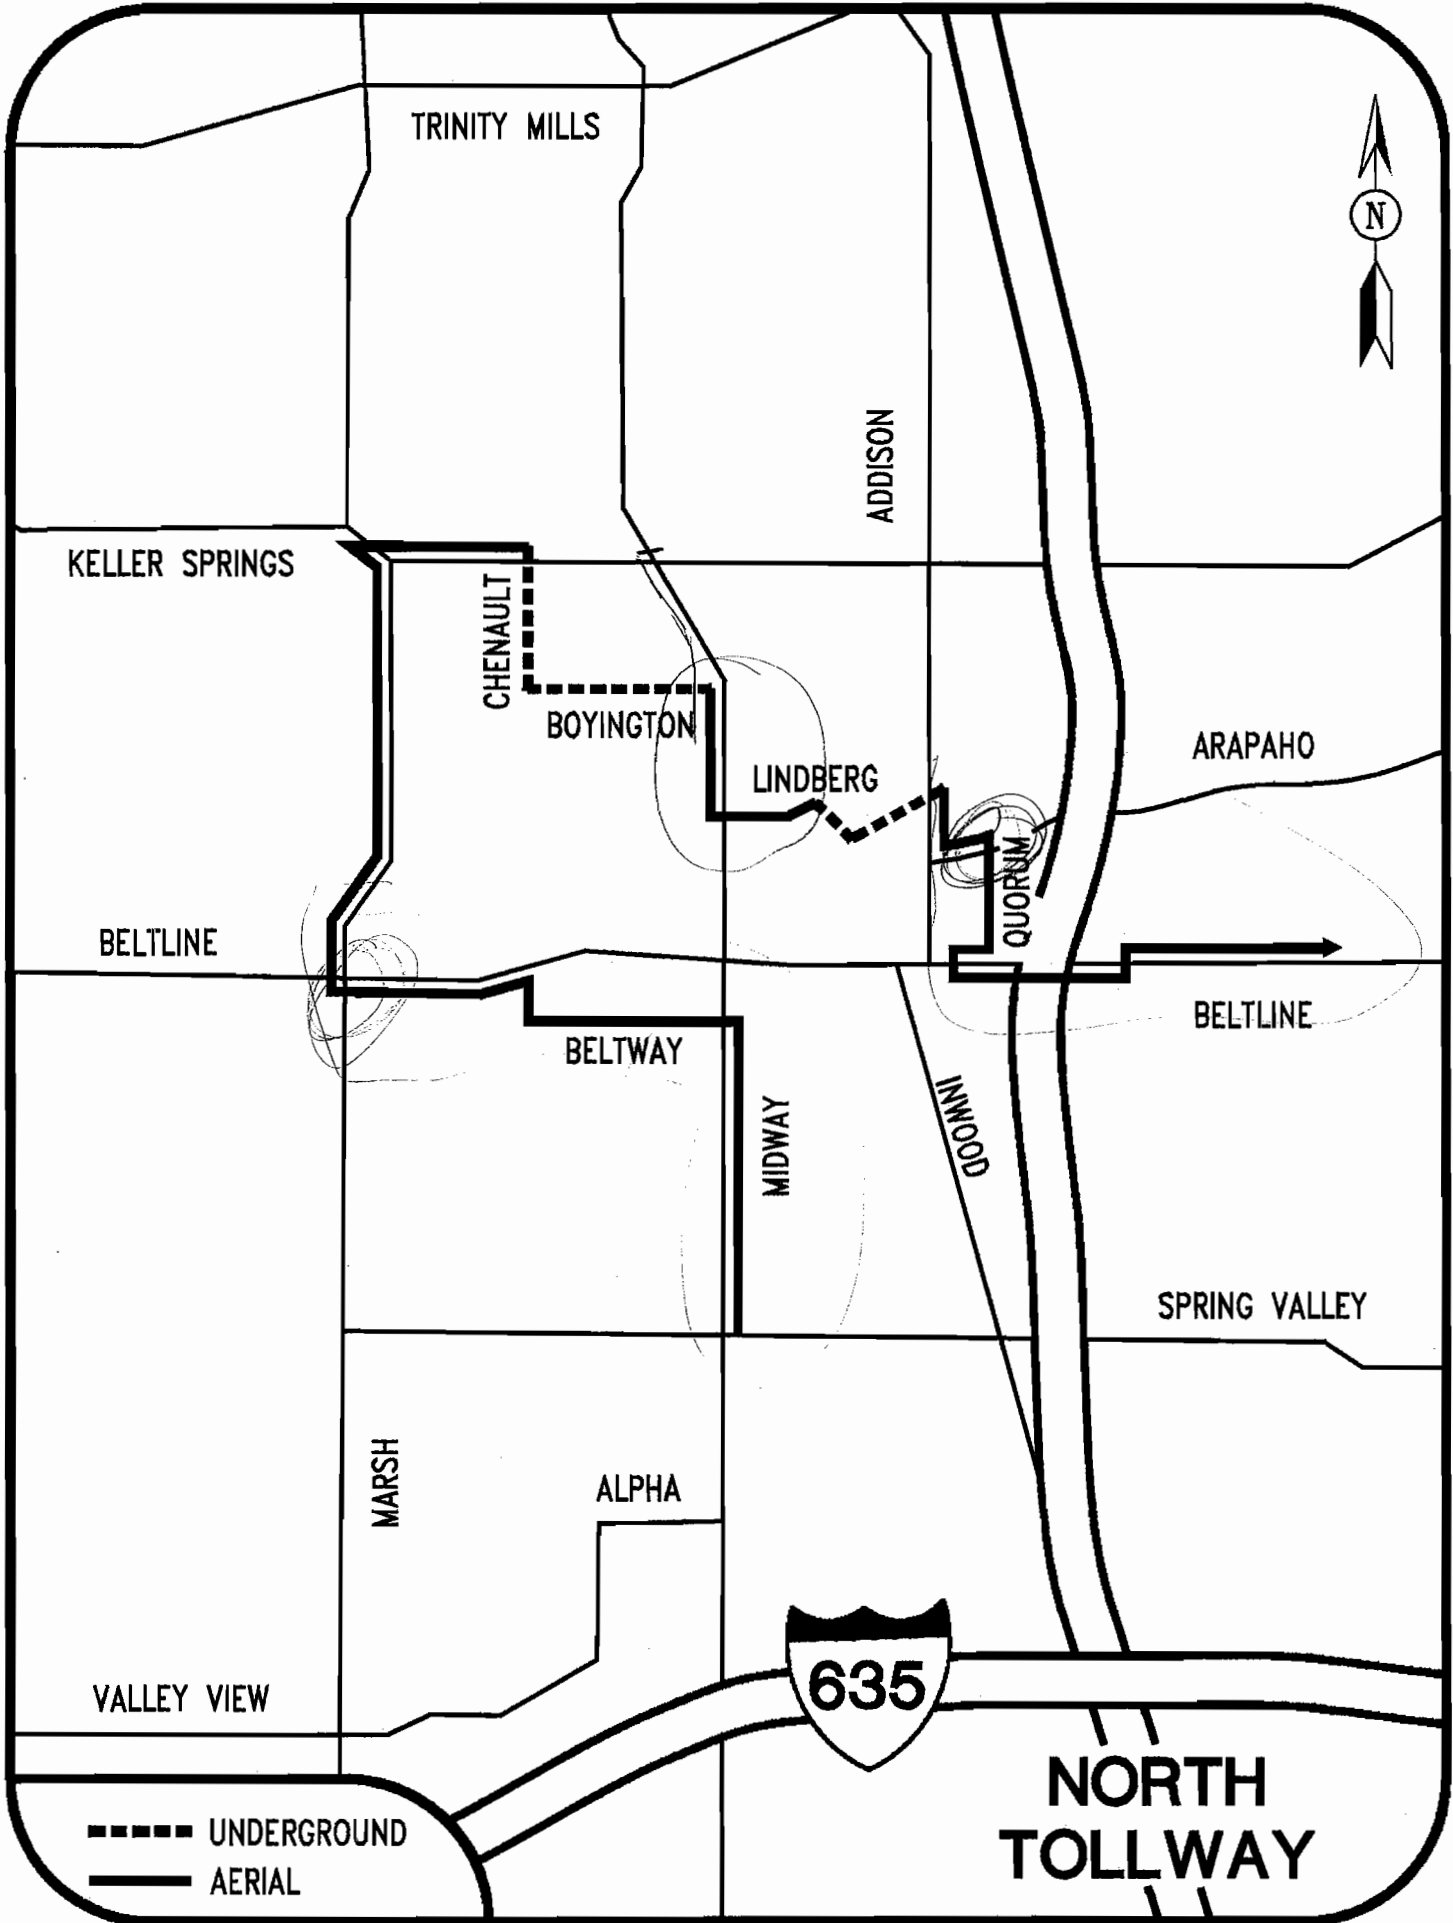 TRINITY MILLS
N
ADDISON
KELLER SPRINGS
CHENAULT
BOYINGTON
ARAPAHO
LINDBERG
QUORUM
BELTLINE
BELTLINE
BELTWAY
INWOOD
MIDWAY
SPRING VALLEY
MARSH
ALPHA
635
VALLEY VIEW
NORTH
TOLLWAY
UNDERGROUND
AERIAL